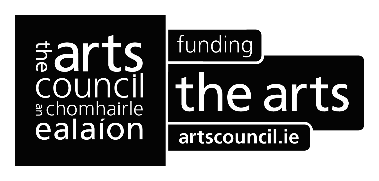 the arts
council
an chomhairle
ealaíon
funding
the arts
artscouncil.ie